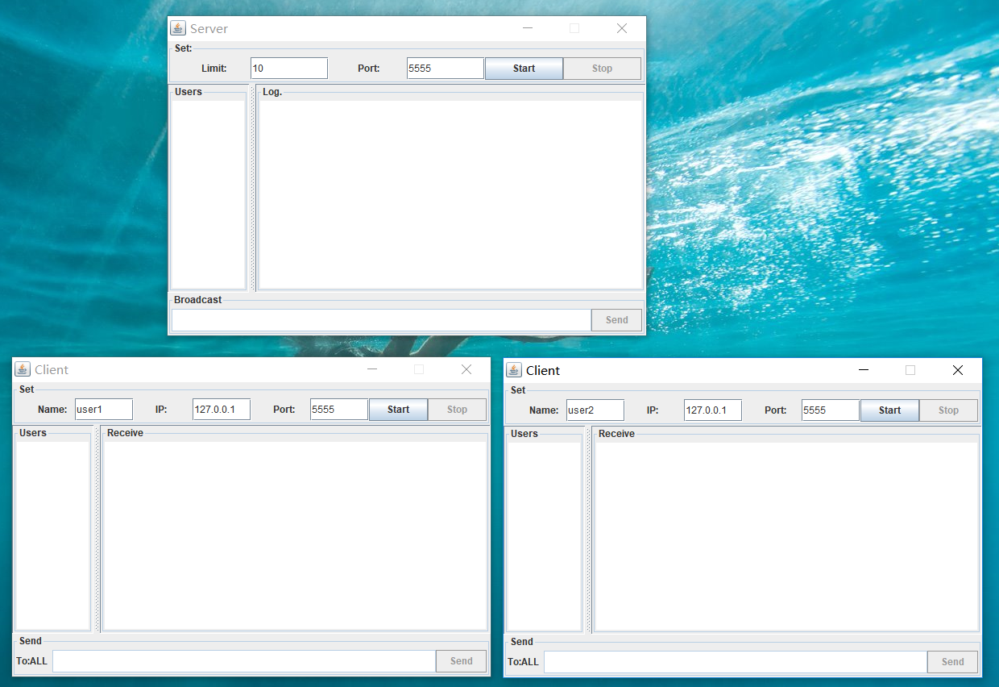 Server
Set:
Limit: 10 Port: 5555 Start Stop
Users Log.
Broadcast
Send
Client
Set
Name: user1 IP: 127.0.0.1 Port: 5555 Start Stop
Users Receive
Send
To:ALL Send
Client
Set
Name: user2 IP: 127.0.0.1 Port: 5555 Start Stop
Users Receive
Send
To:ALL Send